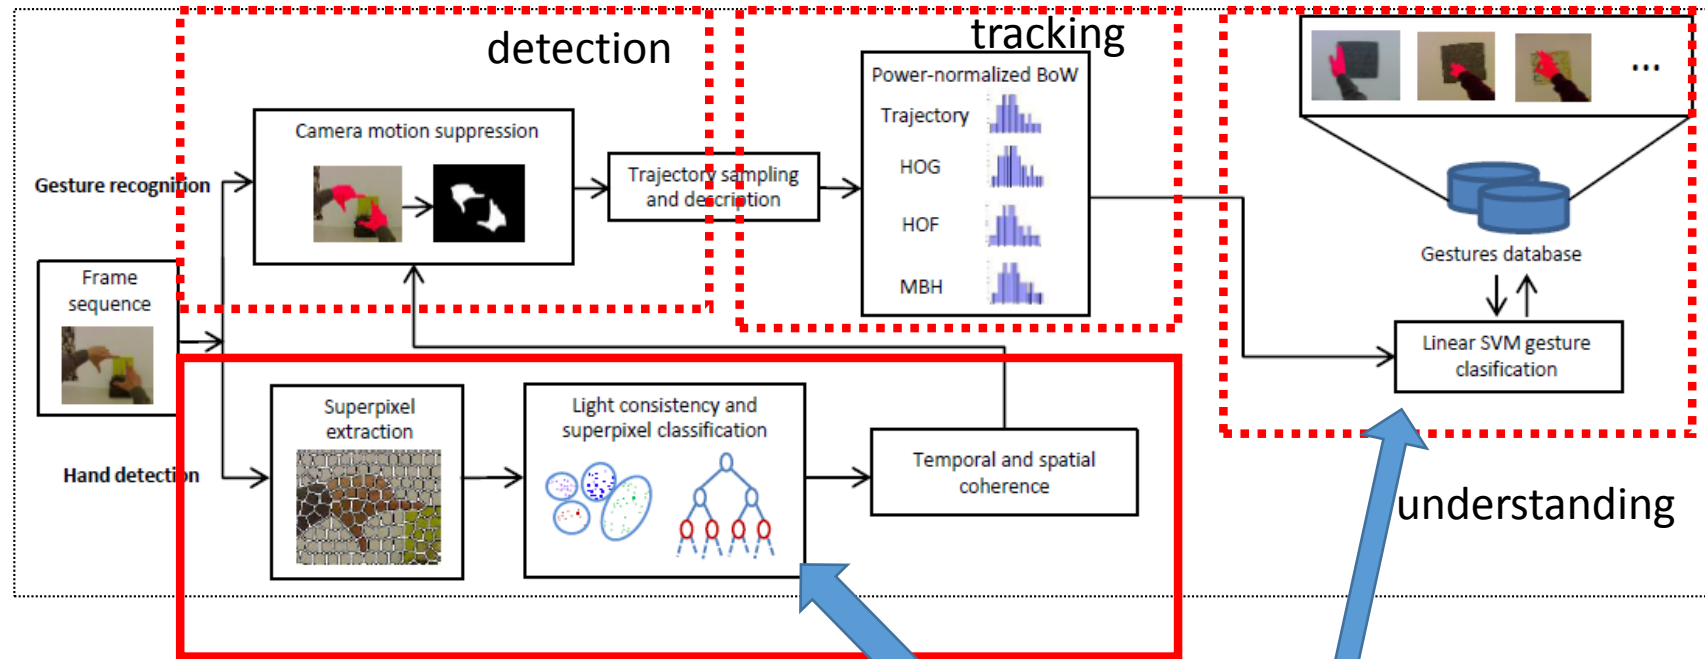 detection
tracking
Power-normalized BoW
Trajectory
HOG
HOF
MBH
Camera motion suppression
Trajectory sampling
and description
Gesture recognition
Frame
sequence
Hand detection
Superpixel
extraction
Light consistency and
superpixel classification
Temporal and spatial
coherence
...
Gestures database
Linear SVM gesture
clasification
understanding